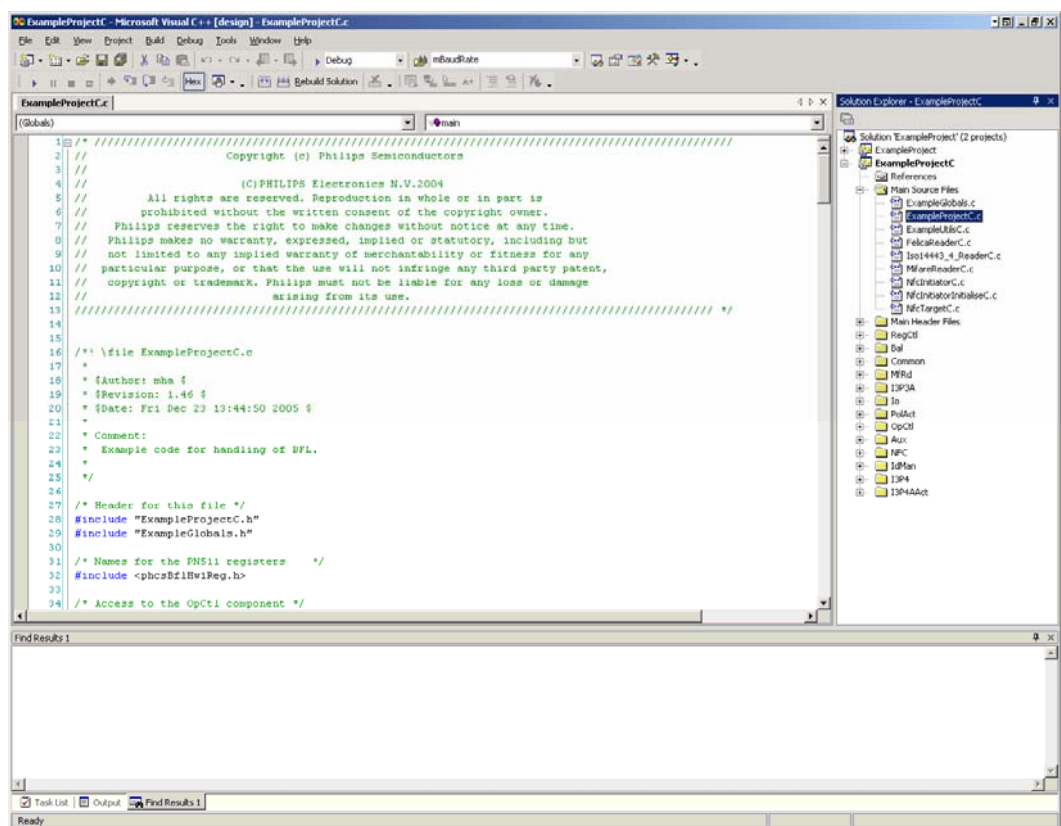 ExampleProjectC - Microsoft Visual C++ [design] - ExampleProjectC.c
File Edit View Project Build Debug Tools Window Help
Debug mBaudRate
Hex Rebuild Solution
ExampleProjectC.c
(Globals) main
1 /* ////////////////////////////////////////////////////////////////////////////////////////////////
2 // Copyright (c) Philips Semiconductors
3 //
4 // (C)PHILIPS Electronics N.V.2004
5 // All rights are reserved. Reproduction in whole or in part is
6 // prohibited without the written consent of the copyright owner.
7 // Philips reserves the right to make changes without notice at any time.
8 // Philips makes no warranty, expressed, implied or statutory, including but
9 // not limited to any implied warranty of merchantability or fitness for any
10 // particular purpose, or that the use will not infringe any third party patent,
11 // copyright or trademark. Philips must not be liable for any loss or damage
12 // arising from its use.
13 //////////////////////////////////////////////////////////////////////////////////////////////// */
14
15
16 /*! \file ExampleProjectC.c
17 *
18 * $Author: mha $
19 * $Revision: 1.46 $
20 * $Date: Fri Dec 23 13:44:50 2005 $
21 *
22 * Comment:
23 * Example code for handling of BFL.
24 *
25 */
26
27 /* Header for this file */
28 #include "ExampleProjectC.h"
29 #include "ExampleGlobals.h"
30
31 /* Names for the PN511 registers */
32 #include <phcsBflHw1Reg.h>
33
34 /* Access to the OpCtl component */
Solution Explorer - ExampleProjectC
Solution 'ExampleProject' (2 projects)
ExampleProject
ExampleProjectC
References
Main Source Files
ExampleGlobals.c
ExampleProjectC.c
ExampleUtilsC.c
FelicaReaderC.c
Iso14443_4_ReaderC.c
MifareReaderC.c
NfcInitiatorC.c
NfcInitiatorInitialiseC.c
NfcTargetC.c
Main Header Files
RegCtl
Bal
Common
MfRd
I3P3A
Io
PolAct
OpCtl
Aux
NFC
IdMan
I3P4
I3P4AAct
Find Results 1
Task List Output Find Results 1
Ready